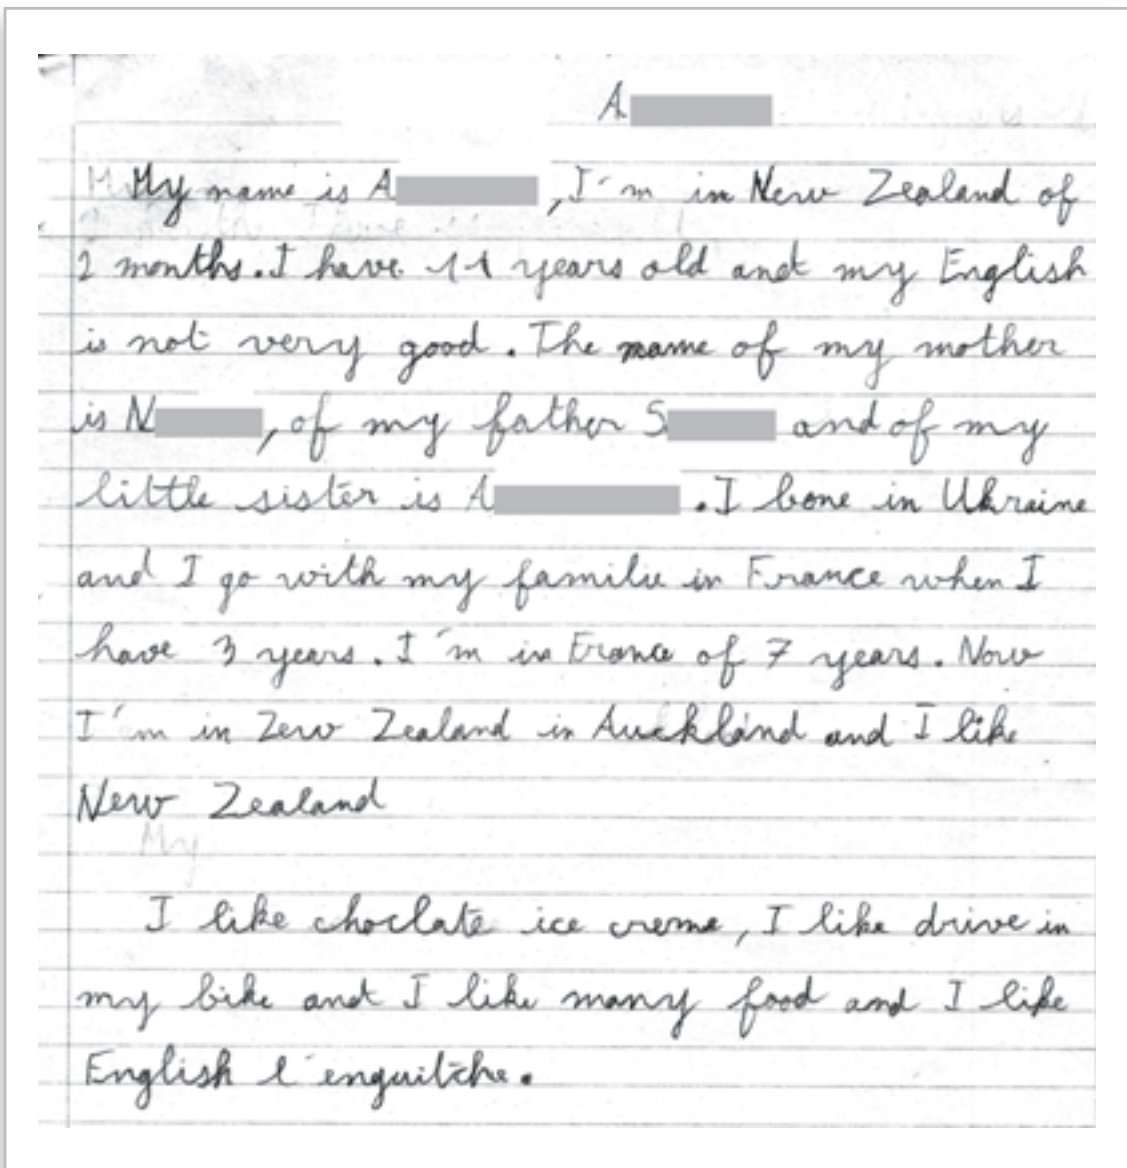 A
My name is A , I'm in New Zealand of
2 months. I have 11 years old and my English
is not very good. The name of my mother
is N , of my father S and of my
little sister is A . I bone in Ukraine
and I go with my familie in France when I
have 3 years. I'm in France of 7 years. Now
I'm in Zew Zealand in Auckland and I like
New Zealand
My
I like choclate ice creme, I like drive in
my bike and I like many food and I like
English l'enguitche.